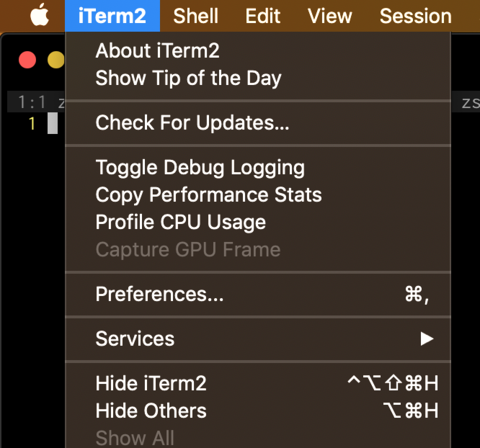 iTerm2 Shell Edit View Session
About iTerm2
Show Tip of the Day
1:1 z zs
1
Check For Updates...
Toggle Debug Logging
Copy Performance Stats
Profile CPU Usage
Capture GPU Frame
Preferences... ⌘,
Services ▶
Hide iTerm2 ^⌥⇧⌘H
Hide Others ⌥⌘H
Show All